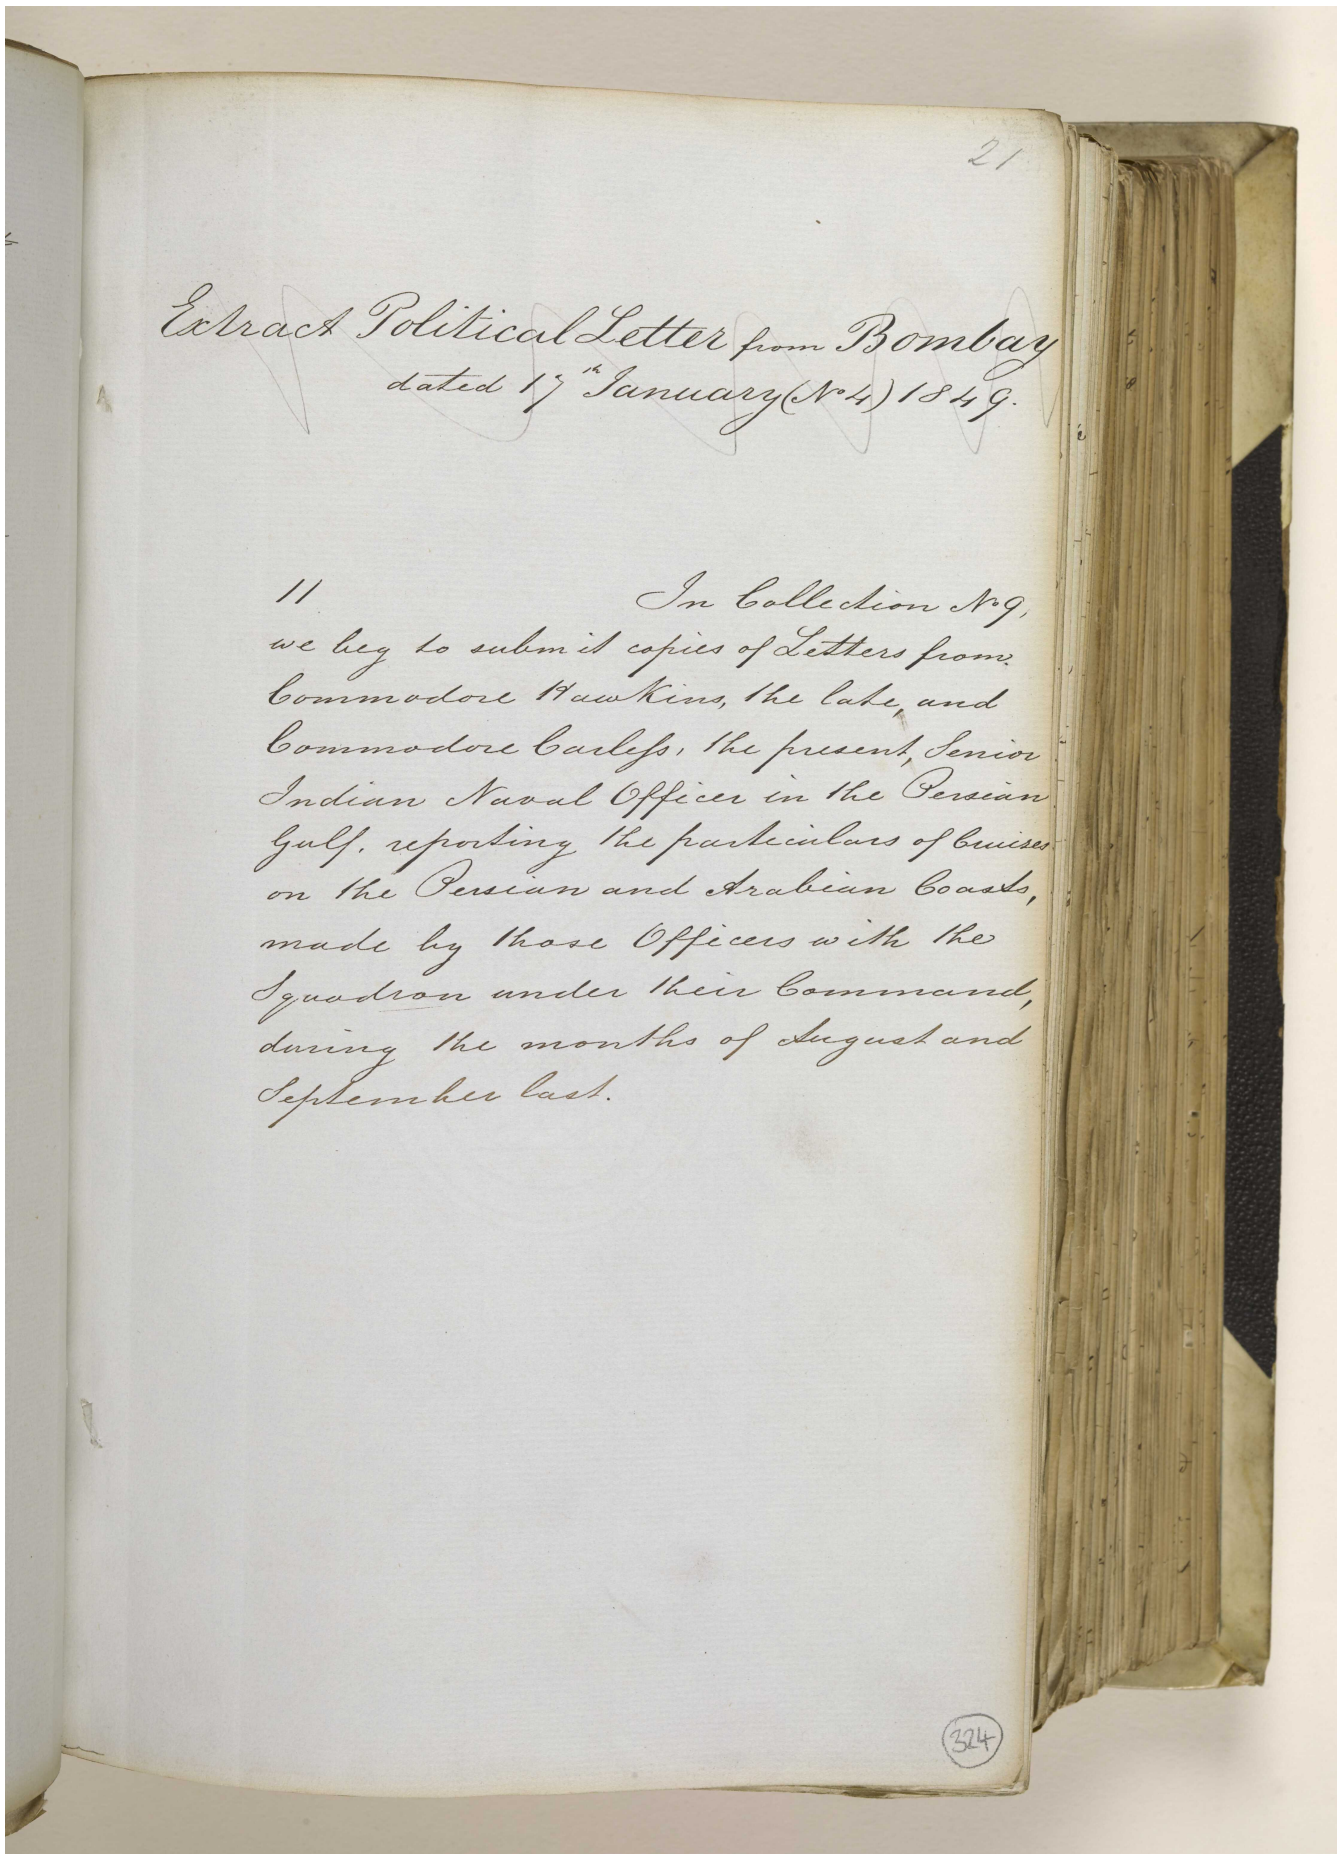 21
Extract Political Letter from Bombay
dated 17th January (No 4) 1849.
11 In Collection No 9,
we beg to submit copies of Letters from
Commodore Hawkins, the late, and
Commodore Carless, the present, Senior
Indian Naval Officer in the Persian
Gulf, reporting the particulars of Cruises
on the Persian and Arabian Coasts,
made by those Officers with the
Squadron under their Command,
during the months of August and
September last.
324